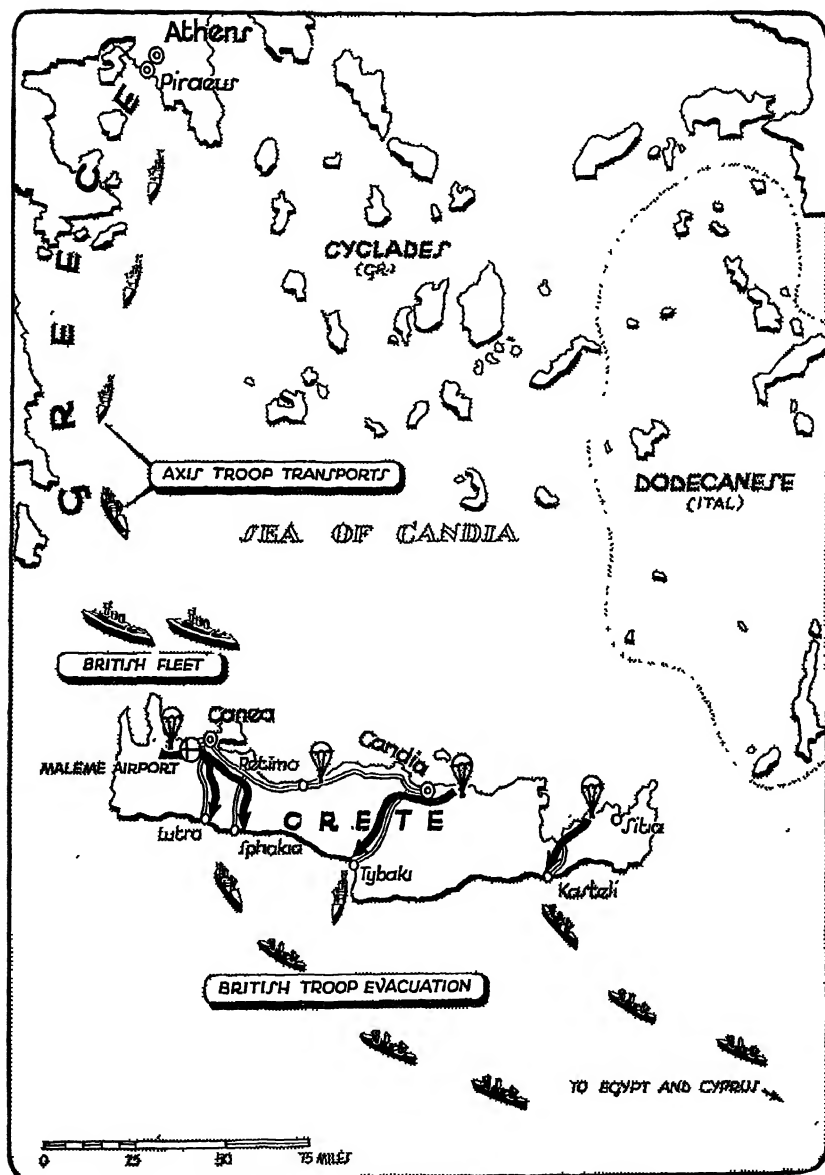 Athens
Piraeus
GREECE
CYCLADES
(GR.)
AXIS TROOP TRANSPORTS
DODECANESE
(ITAL)
SEA OF CANDIA
BRITISH FLEET
Canea
MALEME AIRPORT
Retimo
Candia
CRETE
Lutro
Sphakia
Sitia
Tybaki
Kasteli
BRITISH TROOP EVACUATION
TO EGYPT AND CYPRUS
0 25 50 75 MILES